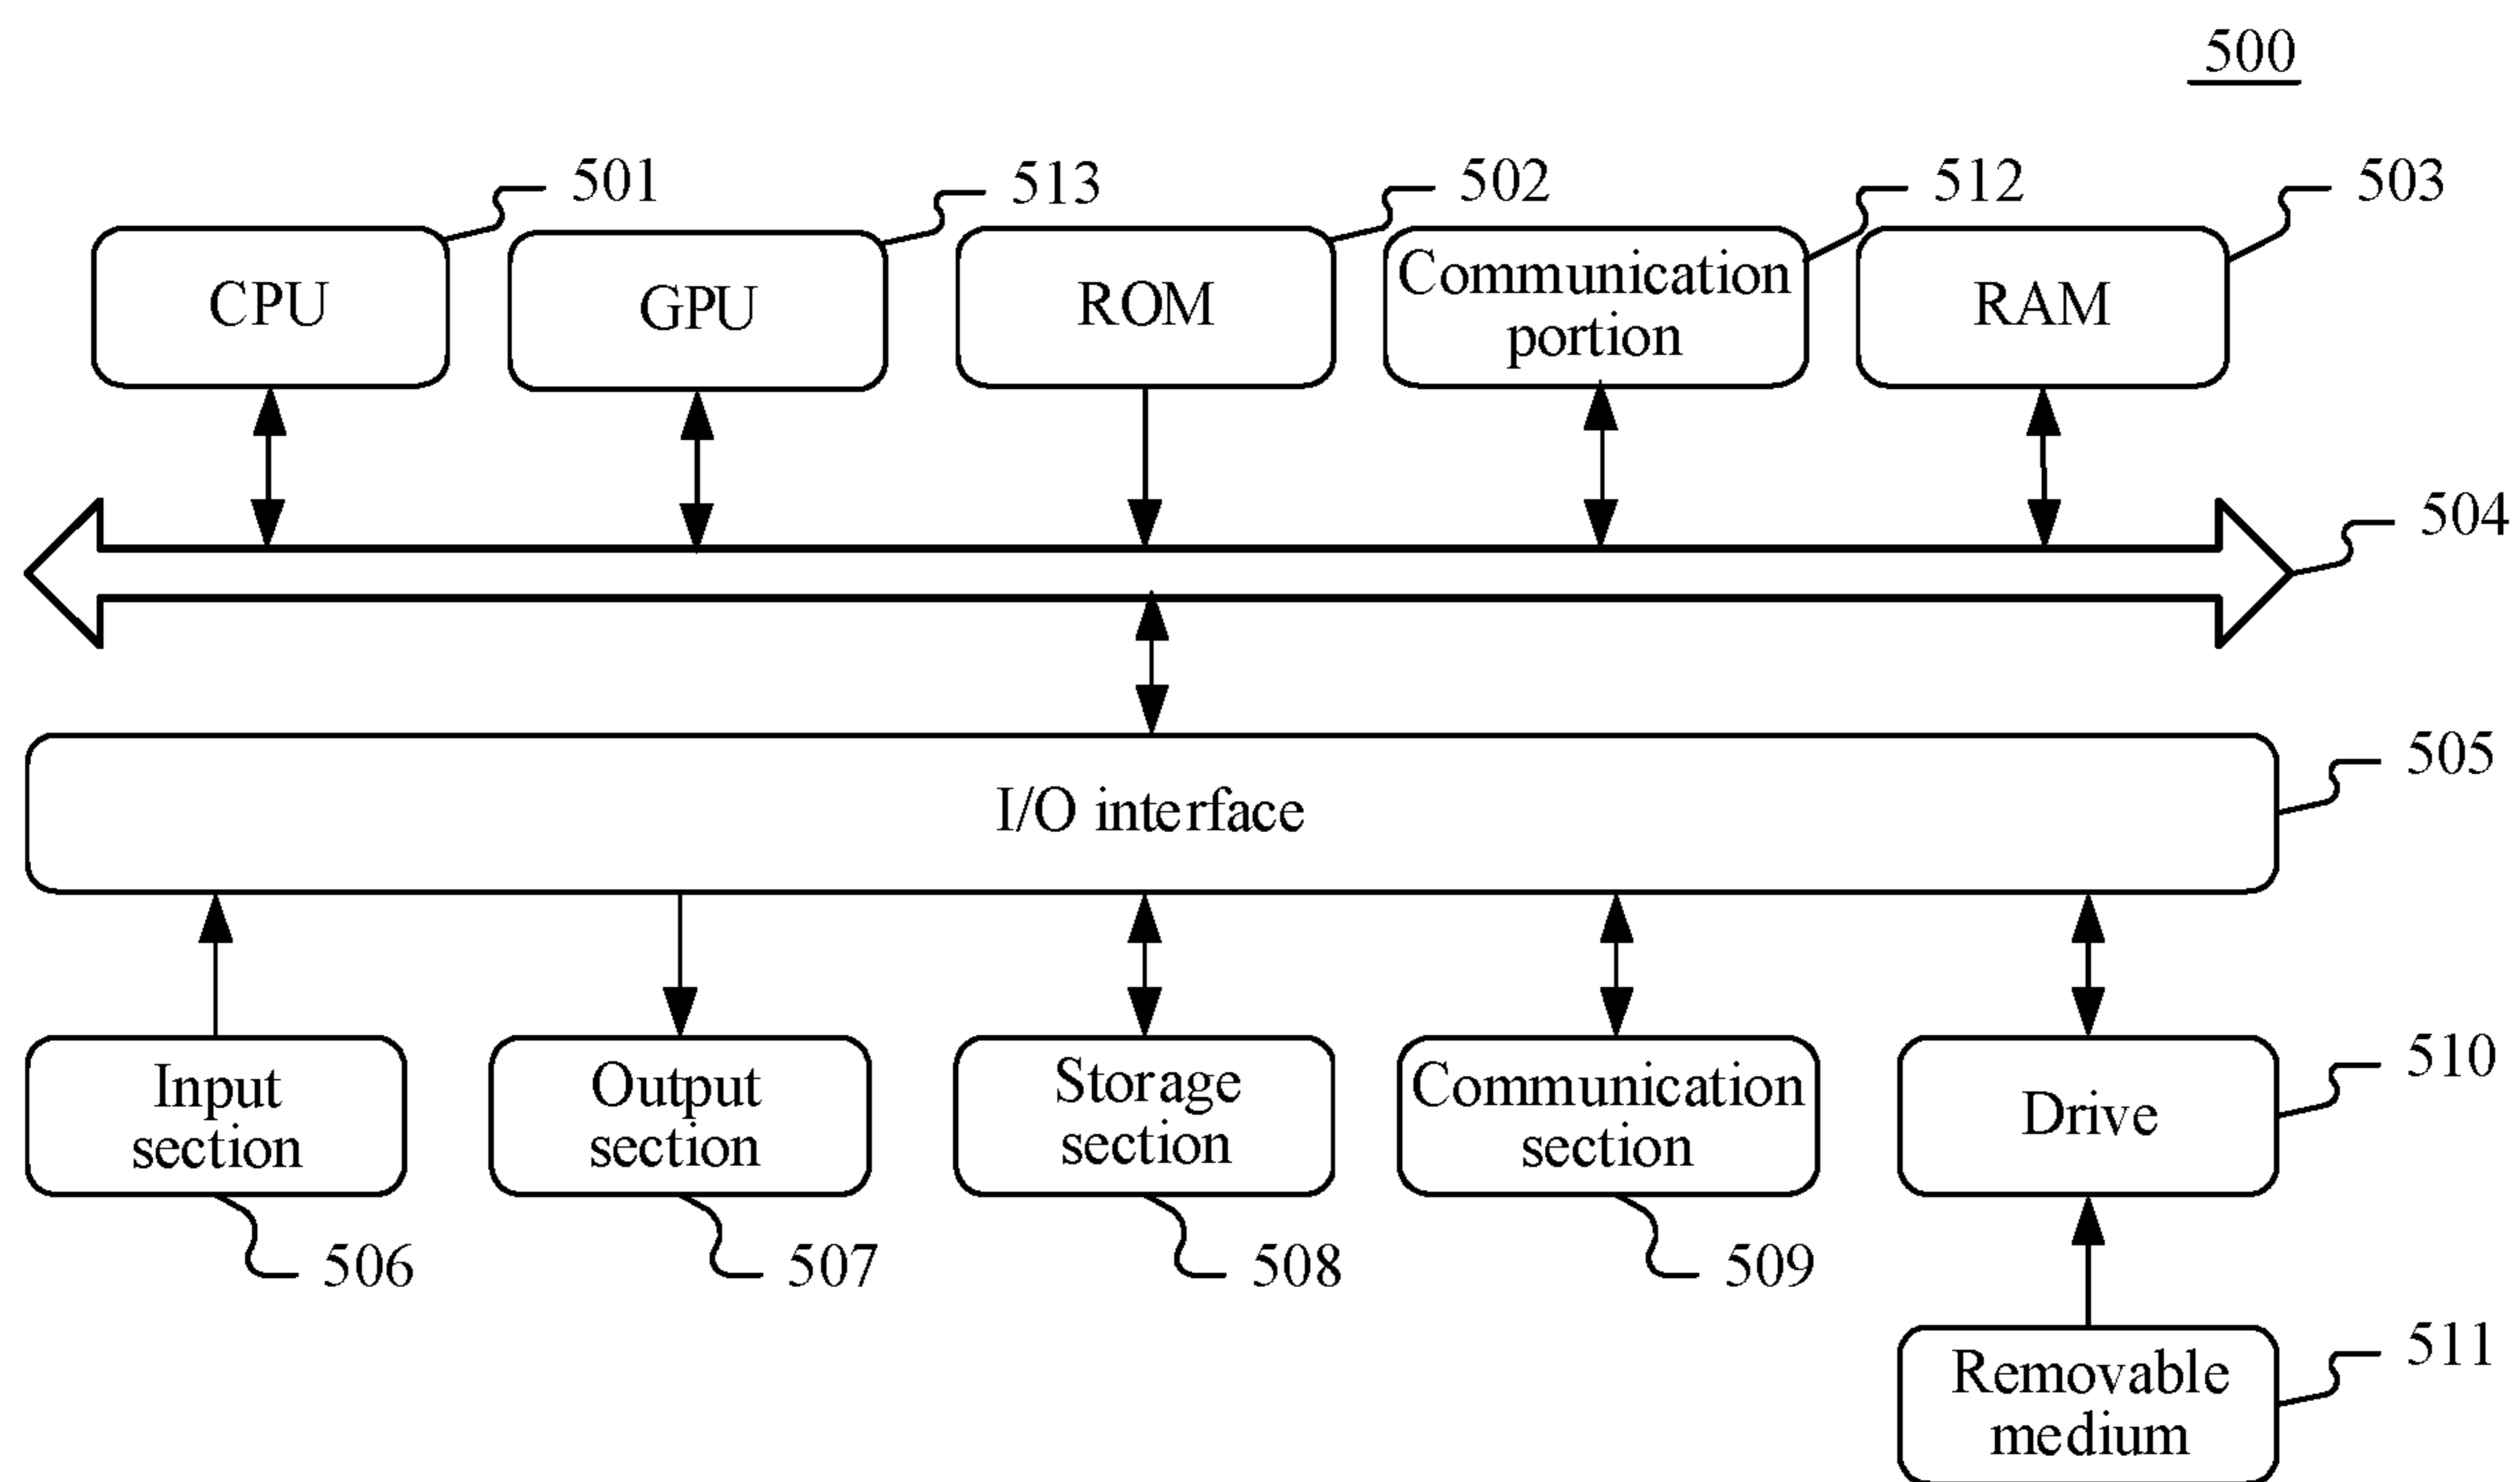 500
501
513
502
512
503
CPU
GPU
ROM
Communication
portion
RAM
504
505
I/O interface
510
Input
section
Output
section
Storage
section
Communication
section
Drive
506
507
508
509
511
Removable
medium